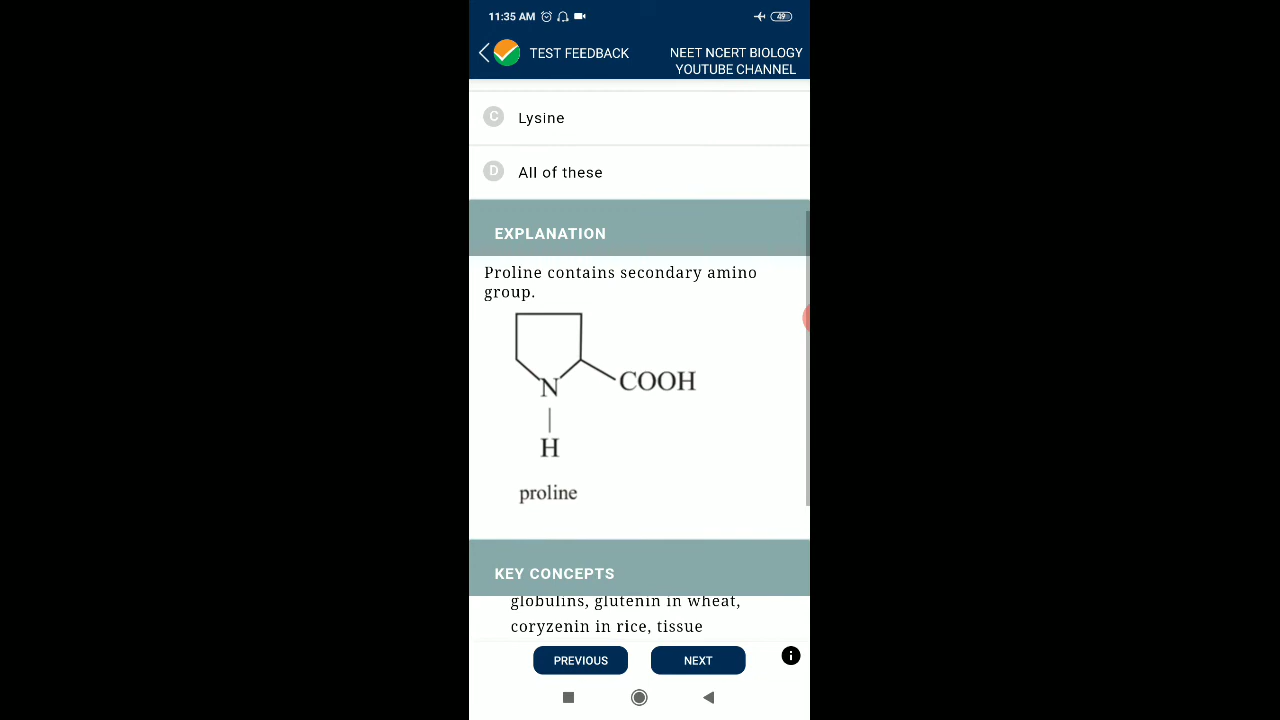 11:35 AM
49
TEST FEEDBACK
NEET NCERT BIOLOGY
YOUTUBE CHANNEL
C Lysine
D All of these
EXPLANATION
Proline contains secondary amino
group.
N
COOH
H
proline
KEY CONCEPTS
globulins, glutenin in wheat,
coryzenin in rice, tissue
PREVIOUS
NEXT
i